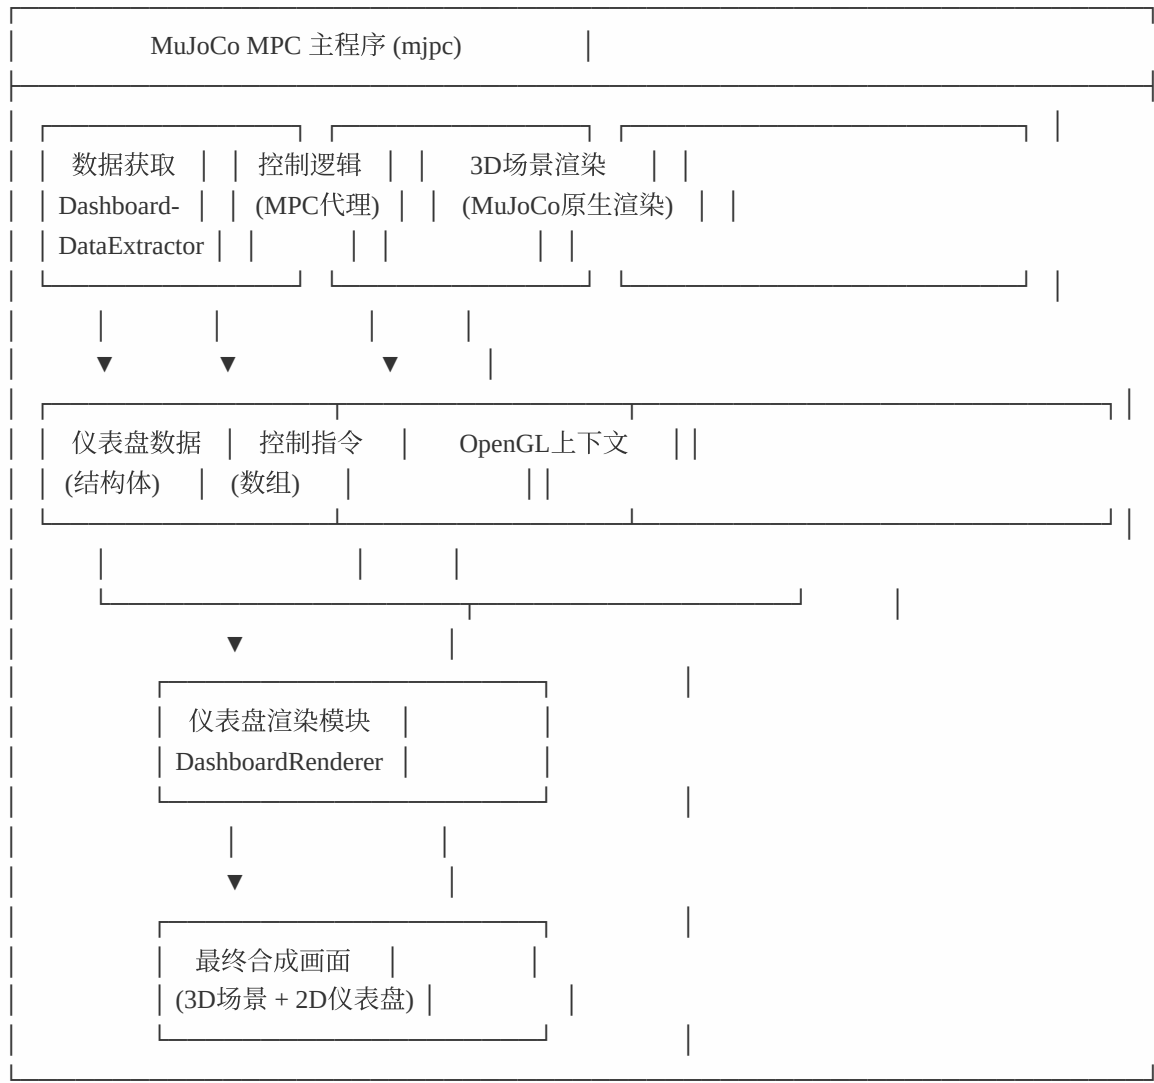 MuJoCo MPC 主程序 (mjpc)
数据获取 控制逻辑 3D场景渲染
Dashboard- (MPC代理) (MuJoCo原生渲染)
DataExtractor
仪表盘数据 控制指令 OpenGL上下文
(结构体) (数组)
仪表盘渲染模块
DashboardRenderer
最终合成画面
(3D场景 + 2D仪表盘)